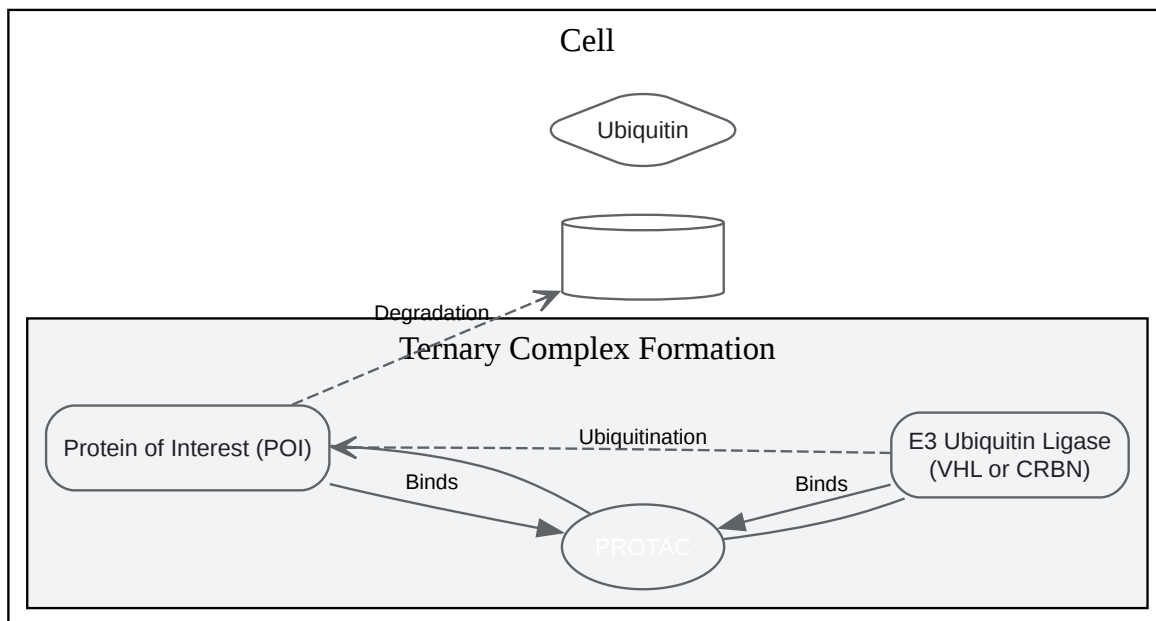 Cell
Ubiquitin
Degradation
Ternary Complex Formation
Protein of Interest (POI)
Ubiquitination
E3 Ubiquitin Ligase
(VHL or CRBN)
Binds
Binds
PROTAC